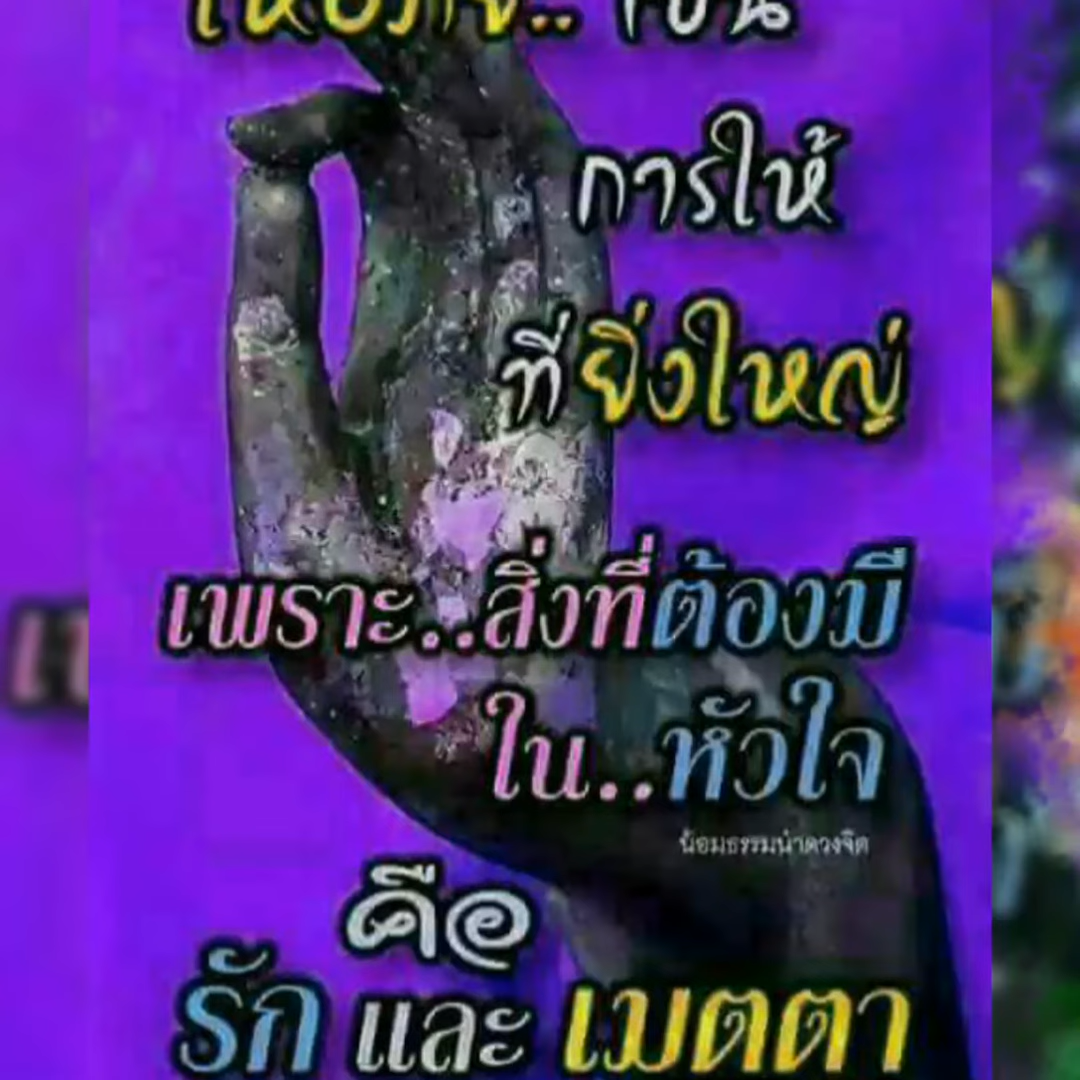 การให้
ที่ยิ่งใหญ่
เพราะ..สิ่งที่ต้องมี
ใน..หัวใจ
น้อมธรรมนำดวงจิต
คือ
รัก และ เมตตา